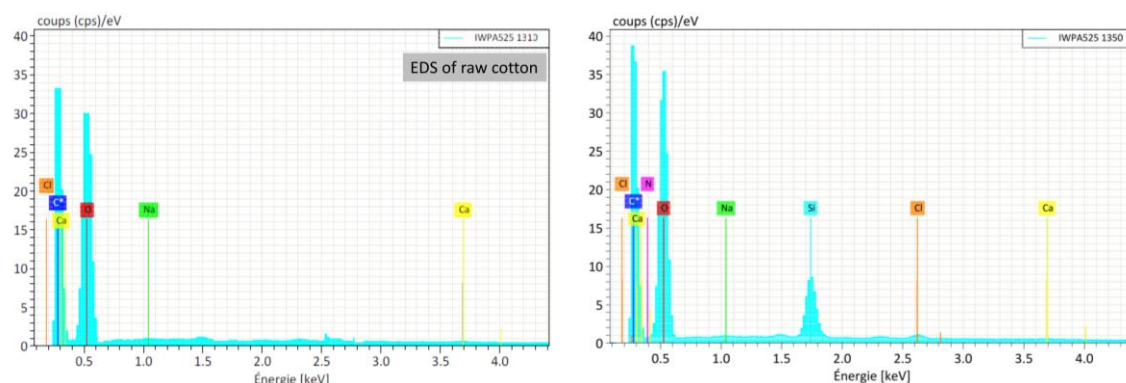 coups (cps)/eV
IWPA525 1310
EDS of raw cotton
40
35
30
25
20
15
10
5
0
Cl
C*
Ca
O
Na
Ca
0.5 1.0 1.5 2.0 2.5 3.0 3.5 4.0
Énergie [keV]
coups (cps)/eV
IWPA525 1350
40
35
30
25
20
15
10
5
0
Cl
N
C*
Ca
O
Na
Si
Cl
Ca
0.5 1.0 1.5 2.0 2.5 3.0 3.5 4.0
Énergie [keV]